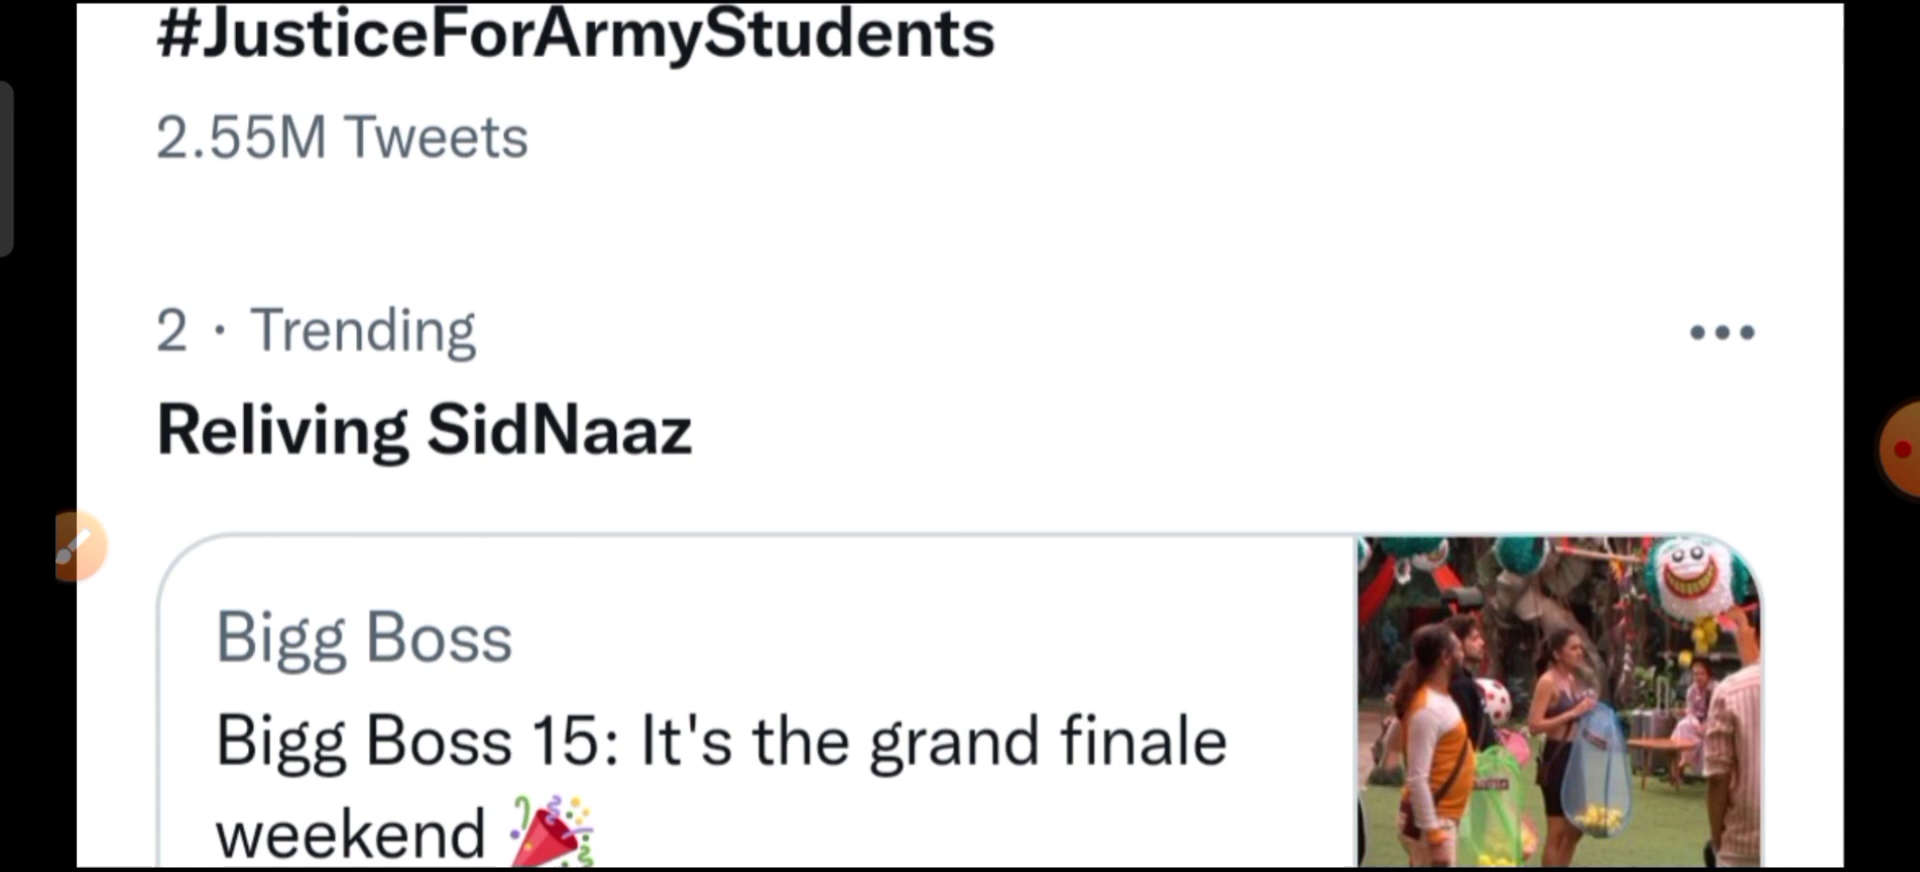 #JusticeForArmyStudents
2.55M Tweets
2 · Trending
Reliving SidNaaz
Bigg Boss
Bigg Boss 15: It's the grand finale
weekend 🎉